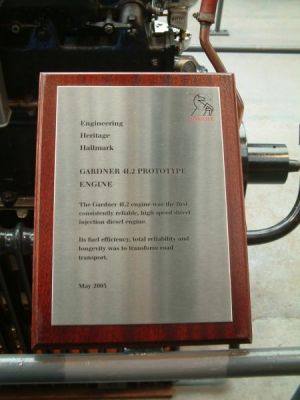 Engineering
Heritage
Hallmark
GARDNER 4L2 PROTOTYPE
ENGINE
The Gardner 4L2 engine was the first
consistently reliable, high speed direct
injection diesel engine.
Its fuel efficiency, total reliability and
longevity was to transform road
transport.
May 2005